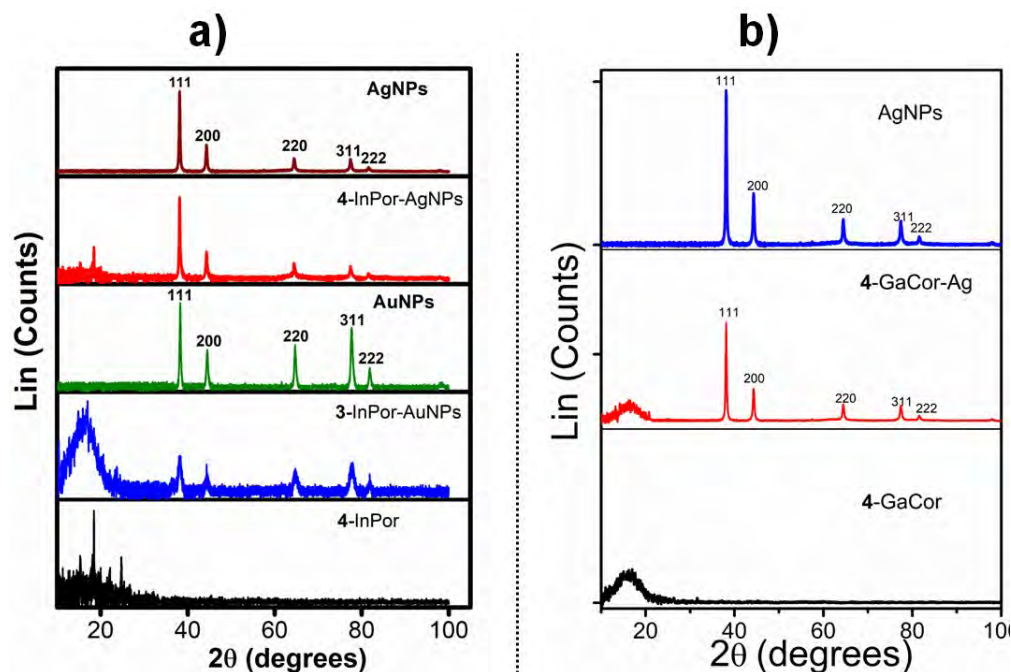 a)
AgNPs
111
200
220
311
222
4-InPor-AgNPs
AuNPs
111
200
220
311
222
3-InPor-AuNPs
4-InPor
Lin (Counts)
20 40 60 80 100
2θ (degrees)
b)
AgNPs
111
200
220
311
222
4-GaCor-Ag
111
200
220
311
222
4-GaCor
Lin (Counts)
20 40 60 80
2θ (degrees)